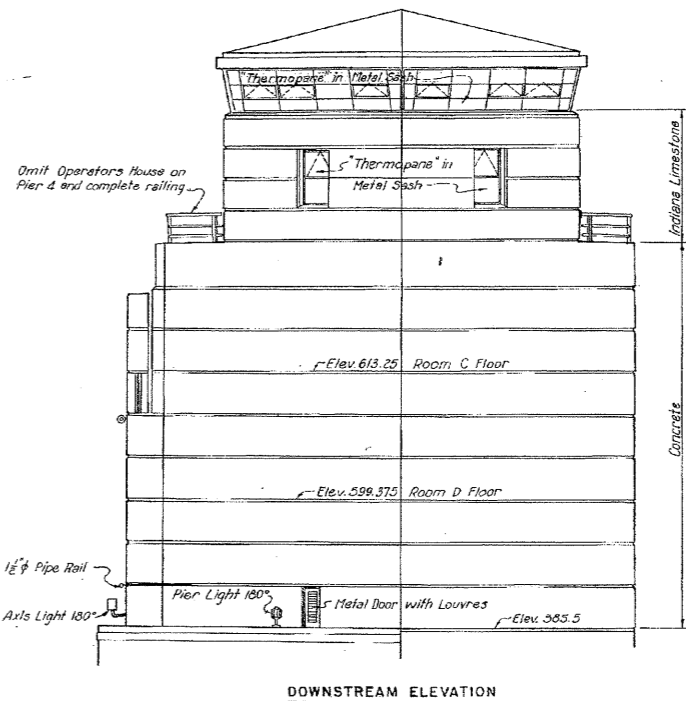 "Thermopane" in Metal Sash
Omit Operators House on
Pier 4 and complete railing
"Thermopane" in
Metal Sash
Indiana Limestone
Elev. 613.25 Room C Floor
Concrete
Elev. 599.375 Room D Floor
1½"ϕ Pipe Rail
Pier Light 180°
Metal Door with Louvres
Axis Light 180°
Elev. 585.5
DOWNSTREAM ELEVATION